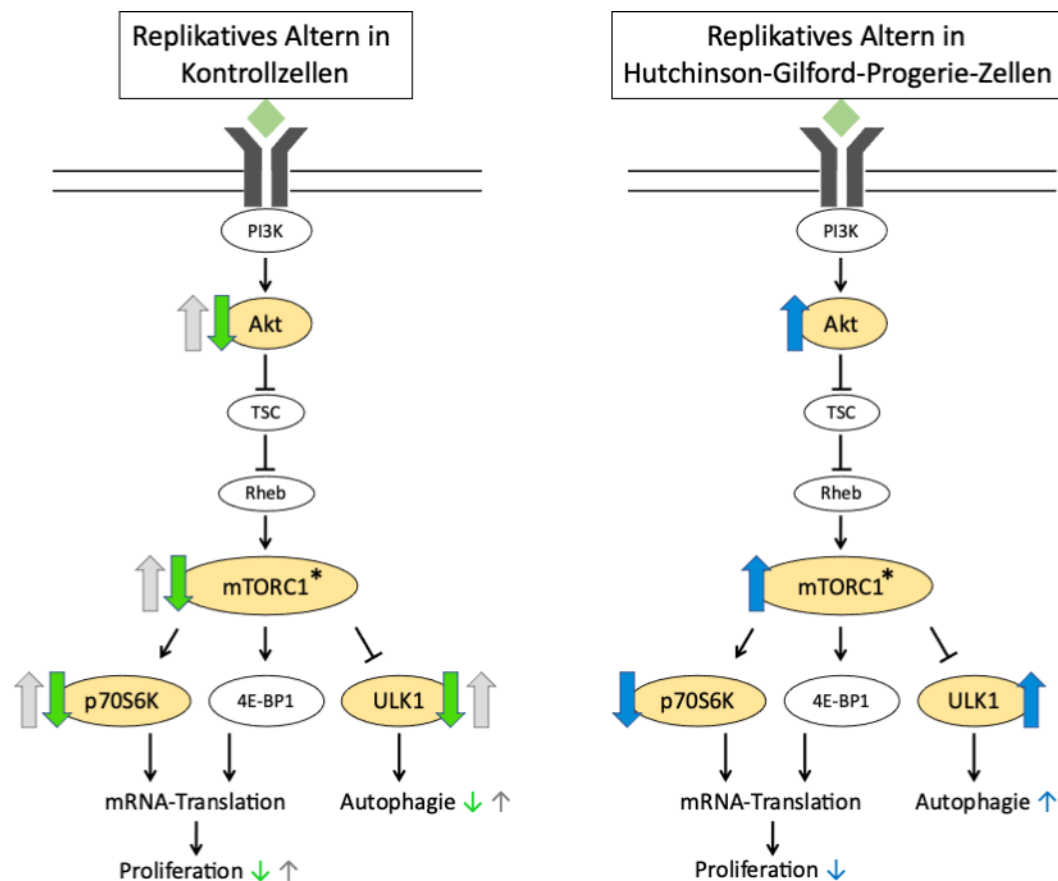 Replikatives Altern in
Kontrollzellen
PI3K
Akt
TSC
Rheb
mTORC1*
p70S6K
4E-BP1
ULK1
mRNA-Translation
Autophagie ↓ ↑
Proliferation ↓ ↑
Replikatives Altern in
Hutchinson-Gilford-Progerie-Zellen
PI3K
Akt
TSC
Rheb
mTORC1*
p70S6K
4E-BP1
ULK1
mRNA-Translation
Autophagie ↑
Proliferation ↓